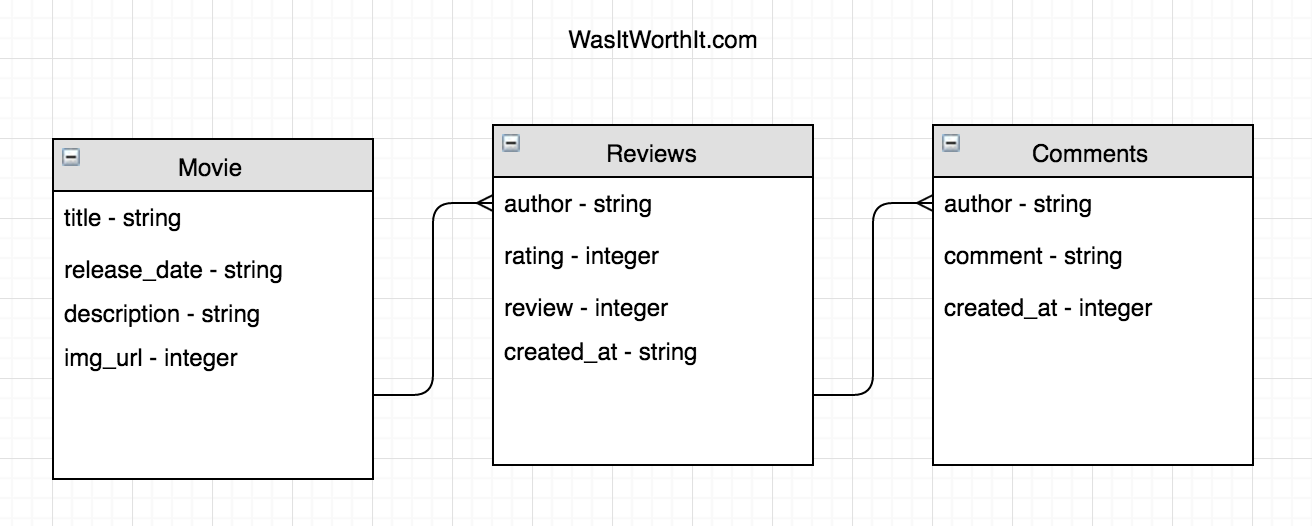 WasItWorthIt.com
Movie
title - string
release_date - string
description - string
img_url - integer
Reviews
author - string
rating - integer
review - integer
created_at - string
Comments
author - string
comment - string
created_at - integer